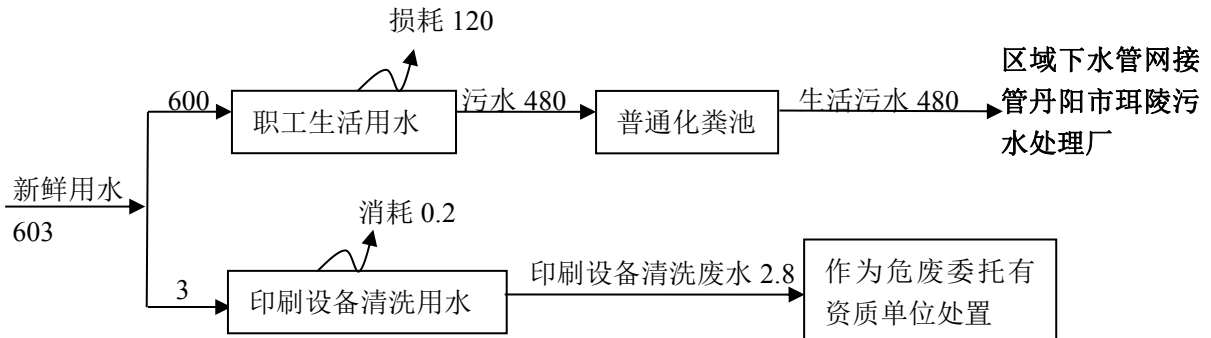 损耗 120
600
职工生活用水
污水 480
普通化粪池
生活污水 480
区域下水管网接
管丹阳市珥陵污
水处理厂
新鲜用水
603
消耗 0.2
3
印刷设备清洗用水
印刷设备清洗废水 2.8
作为危废委托有
资质单位处置